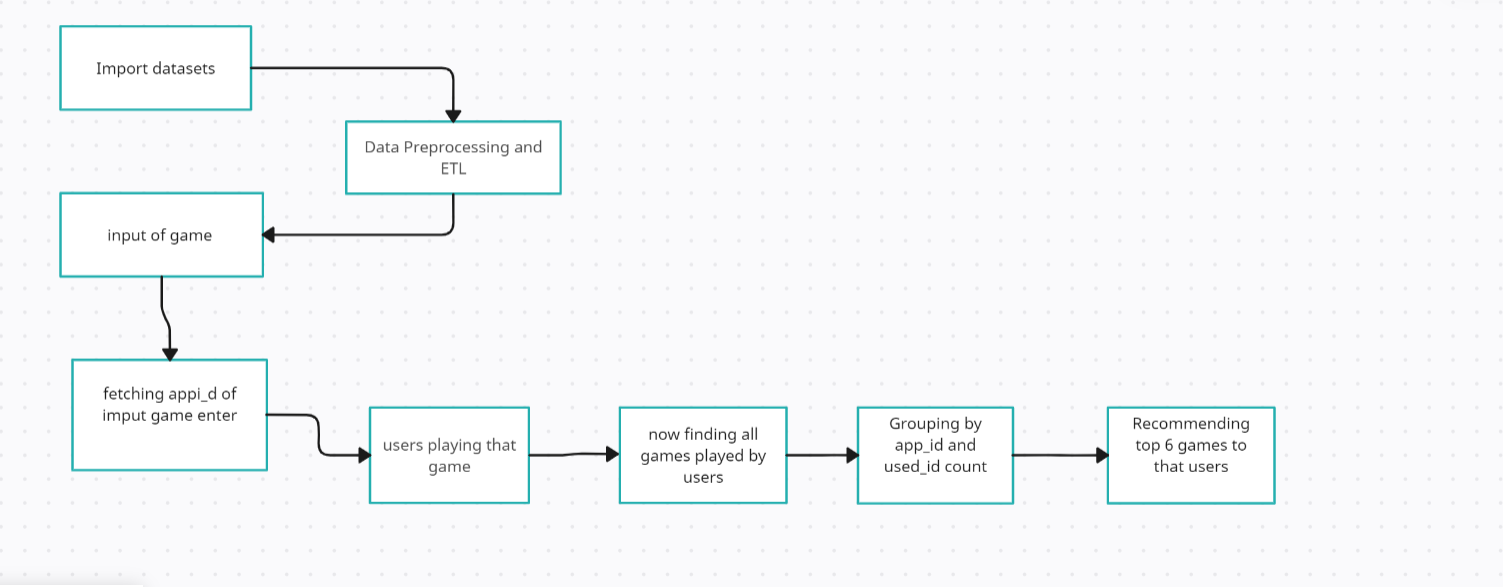 Import datasets
Data Preprocessing and
ETL
input of game
fetching appi_d of
imput game enter
users playing that
game
now finding all
games played by
users
Grouping by
app_id and
used_id count
Recommending
top 6 games to
that users